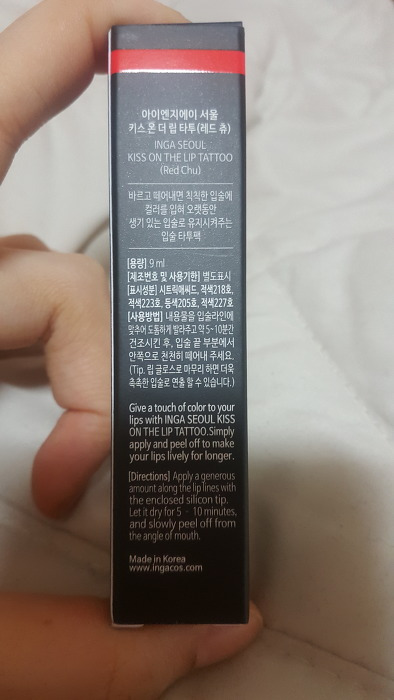 아이엔지에이 서울
키스 온 더 립 타투(레드 츄)
INGA SEOUL
KISS ON THE LIP TATTOO
(Red Chu)
바르고 떼어내면 칙칙한 입술에
컬러를 입혀 오랫동안
생기 있는 입술로 유지시켜주는
입술 타투팩
[용량] 9 ml
[제조번호 및 사용기한] 별도표시
[표시성분] 시트릭애씨드, 적색218호,
적색223호, 등색205호, 적색227호
[사용방법] 내용물을 입술라인에
맞추어 도톰하게 발라주고 약 5~10분간
건조시킨 후, 입술 끝 부분에서
안쪽으로 천천히 떼어내 주세요.
(Tip. 립 글로스로 마무리 하면 더욱
촉촉한 입술로 연출 할 수 있습니다.)
Give a touch of color to your
lips with INGA SEOUL KISS
ON THE LIP TATTOO.Simply
apply and peel off to make
your lips lively for longer.
[Directions] Apply a generous
amount along the lip lines with
the enclosed silicon tip.
Let it dry for 5 - 10 minutes,
and slowly peel off from
the angle of mouth.
Made in Korea
www.ingacos.com